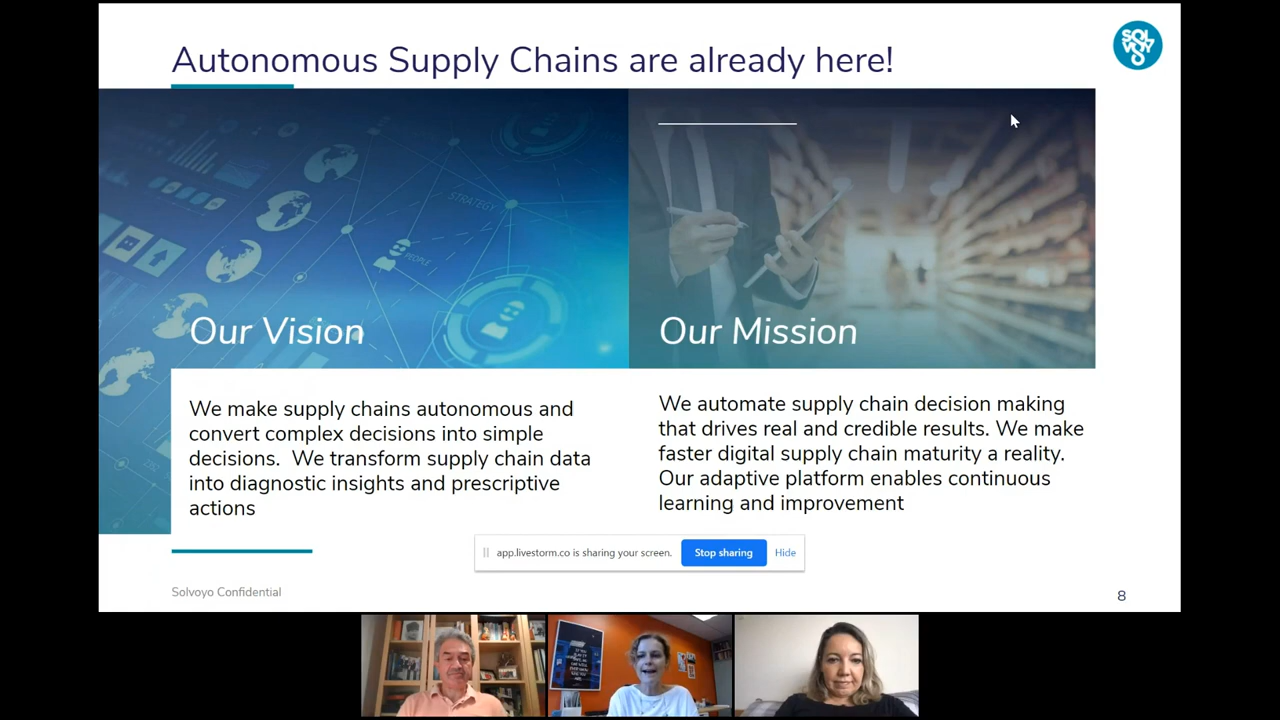 Autonomous Supply Chains are already here!
SOLVOYO
STRATEGY
PEOPLE
Our Vision
Our Mission
We make supply chains autonomous and
convert complex decisions into simple
decisions. We transform supply chain data
into diagnostic insights and prescriptive
actions
We automate supply chain decision making
that drives real and credible results. We make
faster digital supply chain maturity a reality.
Our adaptive platform enables continuous
learning and improvement
app.livestorm.co is sharing your screen.
Stop sharing
Hide
Solvoyo Confidential
8